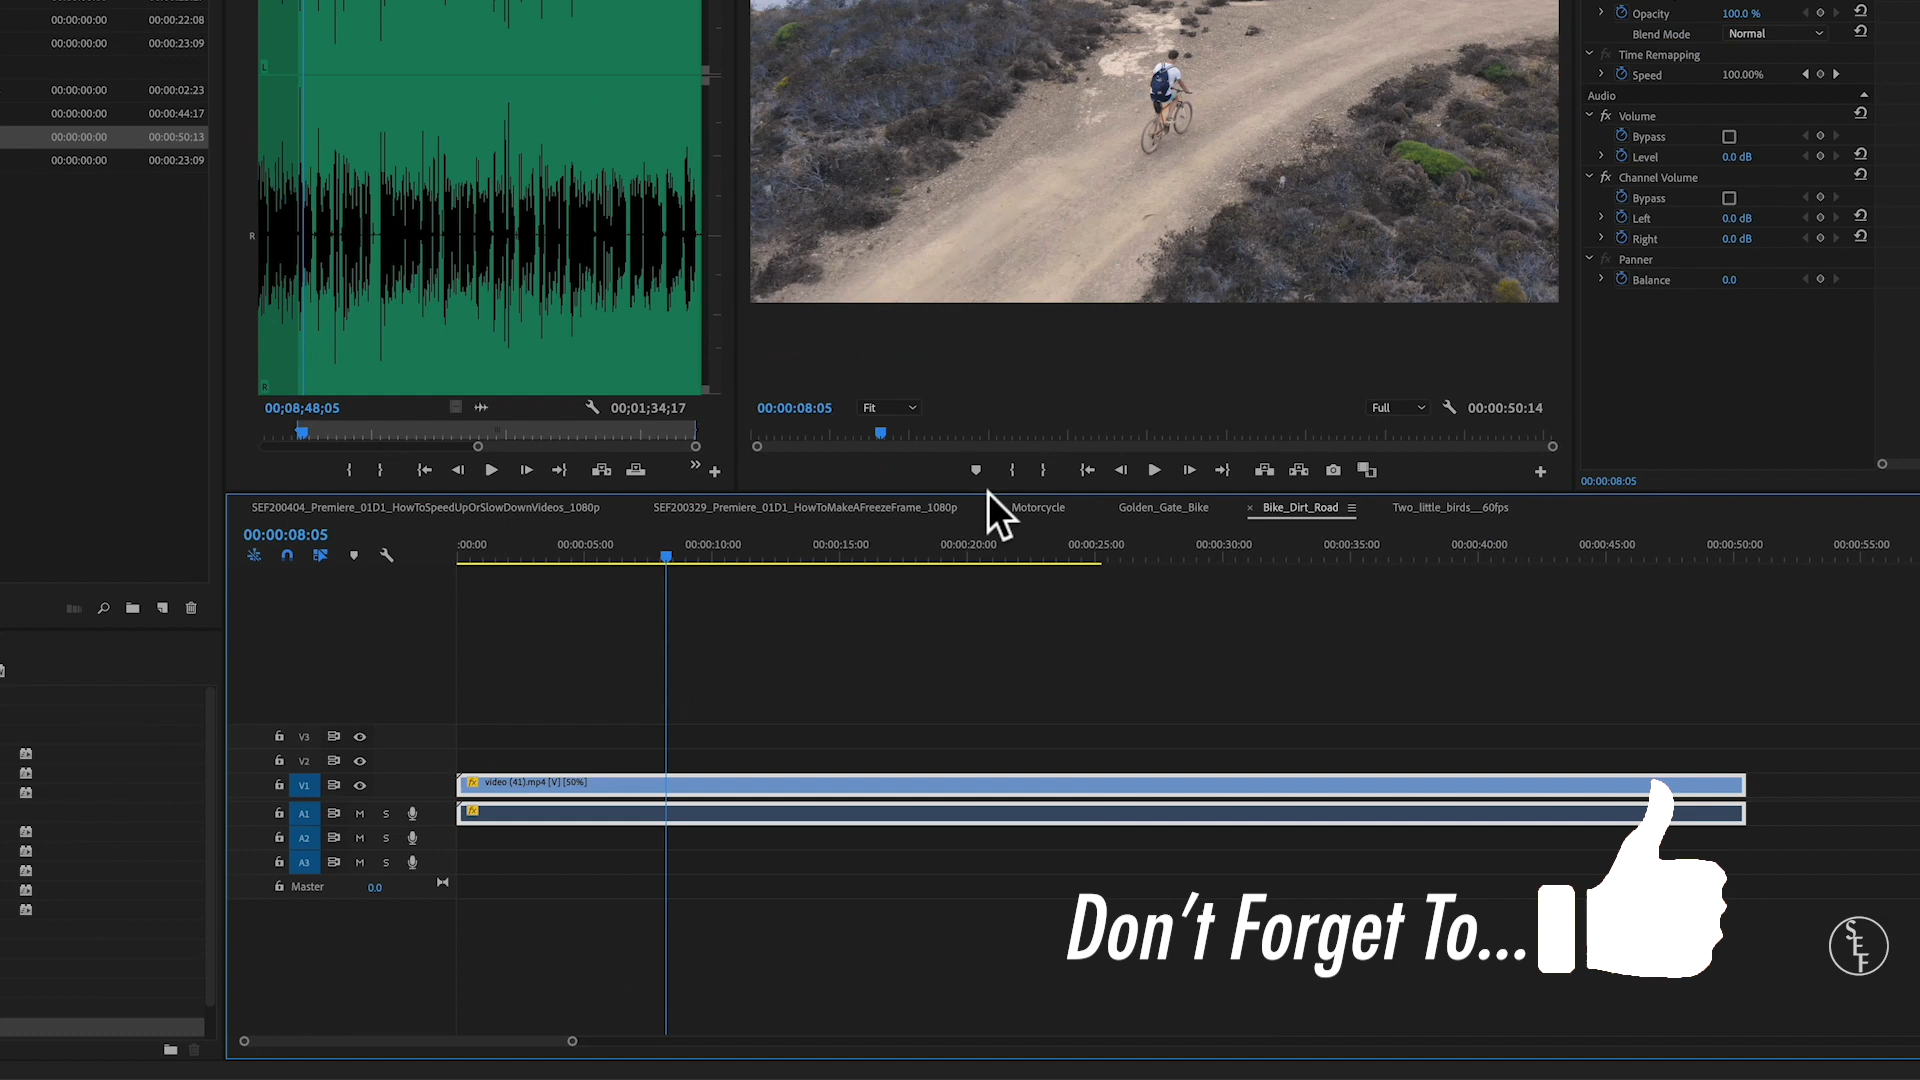 00:00:00:00 00:00:22:08
00:00:00:00 00:00:23:09
00:00:00:00 00:00:02:23
00:00:00:00 00:00:44:17
00:00:00:00 00:00:50:13
00:00:00:00 00:00:23:09
L
R
R
00;08;48;05
00;01;34;17
00:00:08:05
Fit
Full
00:00:50:14
Opacity 100.0 %
Blend Mode Normal
fx Time Remapping
Speed 100.00%
Audio
fx Volume
Bypass
Level 0.0 dB
fx Channel Volume
Bypass
Left 0.0 dB
Right 0.0 dB
fx Panner
Balance 0.0
00:00:08:05
SEF200404_Premiere_01D1_HowToSpeedUpOrSlowDownVideos_1080p SEF200329_Premiere_01D1_HowToMakeAFreezeFrame_1080p Motorcycle Golden_Gate_Bike × Bike_Dirt_Road Two_little_birds__60fps
00:00:08:05
:00:00 00:00:05:00 00:00:10:00 00:00:15:00 00:00:20:00 00:00:25:00 00:00:30:00 00:00:35:00 00:00:40:00 00:00:45:00 00:00:50:00 00:00:55:00
V3
V2
V1
fx video (41).mp4 [V] [50%]
A1 M S
fx
A2 M S
A3 M S
Master 0.0
Don't Forget To...
SEF